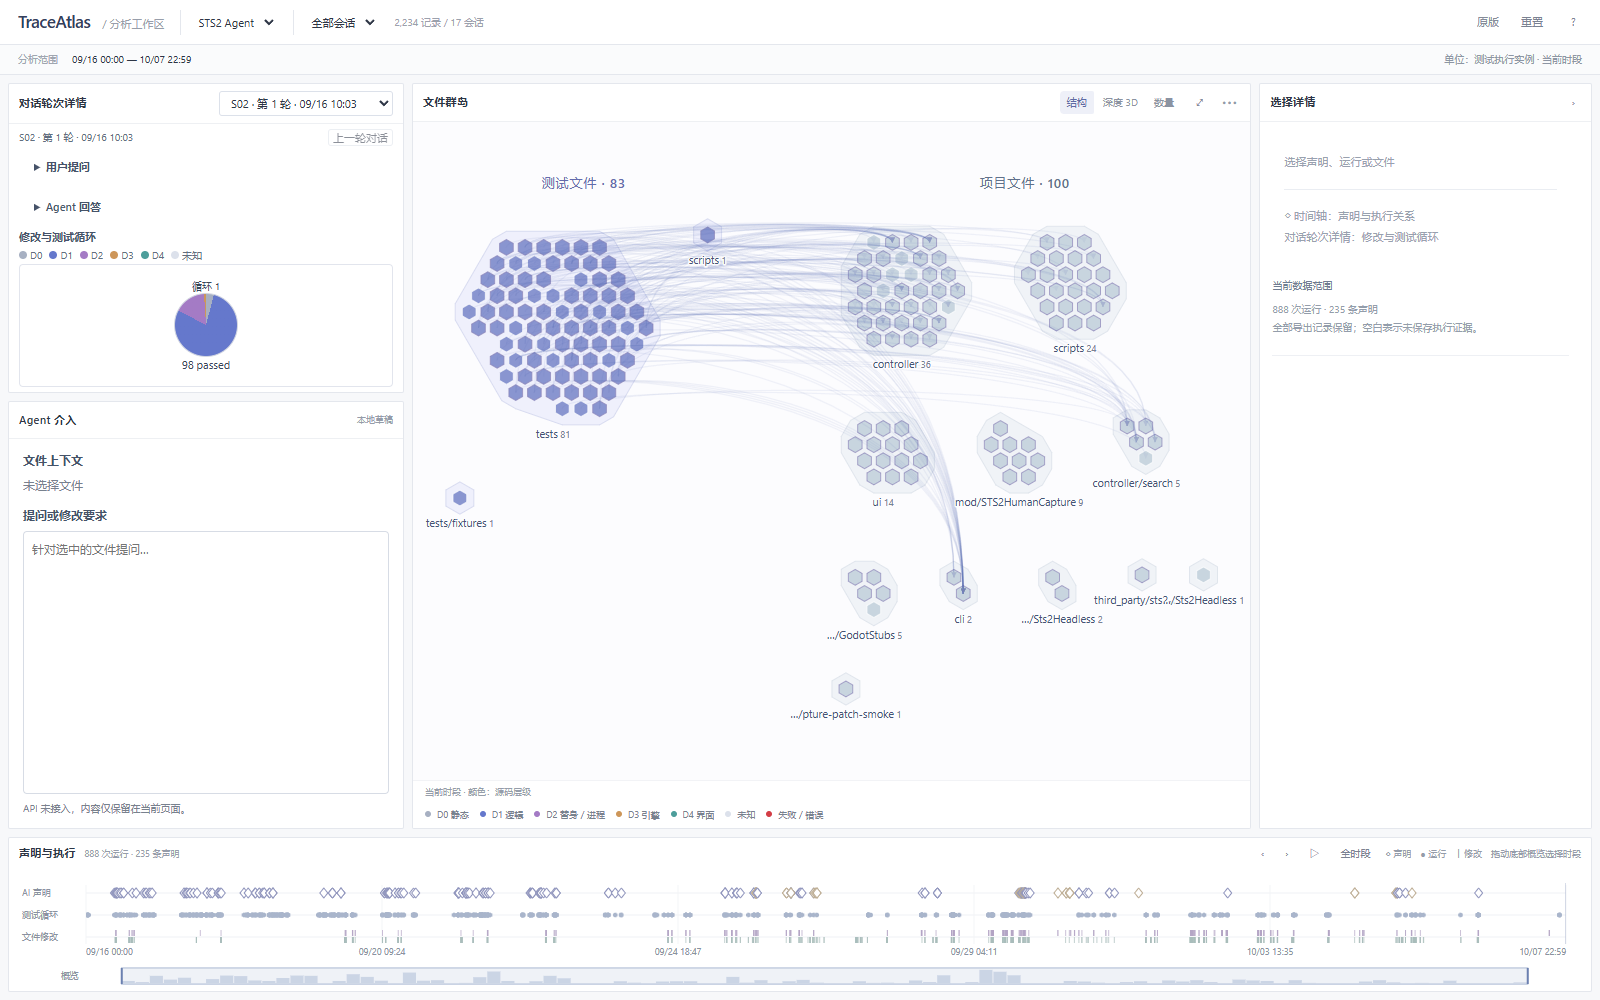 TraceAtlas / 分析工作区 STS2 Agent 全部会话 2,234 记录 / 17 会话 原版 重置 ?
分析范围 09/16 00:00 — 10/07 22:59 单位：测试执行实例 · 当前时段
对话轮次详情 S02 · 第 1 轮 · 09/16 10:03
S02 · 第 1 轮 · 09/16 10:03 上一轮对话
用户提问
Agent 回答
修改与测试循环
D0 D1 D2 D3 D4 未知
循环 1
98 passed
Agent 介入 本地草稿
文件上下文
未选择文件
提问或修改要求
针对选中的文件提问...
API 未接入，内容仅保留在当前页面。
文件群岛 结构 深度 3D 数量
测试文件 · 83 项目文件 · 100
scripts 1
tests 81
tests/fixtures 1
controller 36
scripts 24
ui 14
mod/STS2HumanCapture 9
controller/search 5
.../GodotStubs 5
cli 2
.../Sts2Headless 2
third_party/sts2
/Sts2Headless 1
.../pture-patch-smoke 1
当前时段 · 颜色：源码层级
D0 静态 D1 逻辑 D2 替身 / 进程 D3 引擎 D4 界面 未知 失败 / 错误
选择详情
选择声明、运行或文件
时间轴：声明与执行关系
对话轮次详情：修改与测试循环
当前数据范围
888 次运行 · 235 条声明
全部导出记录保留；空白表示未保存执行证据。
声明与执行 888 次运行 · 235 条声明 全时段 声明 运行 修改 拖动底部概览选择时段
AI 声明
测试循环
文件修改
09/16 00:00 09/20 09:24 09/24 18:47 09/29 04:11 10/03 13:35 10/07 22:59
概览